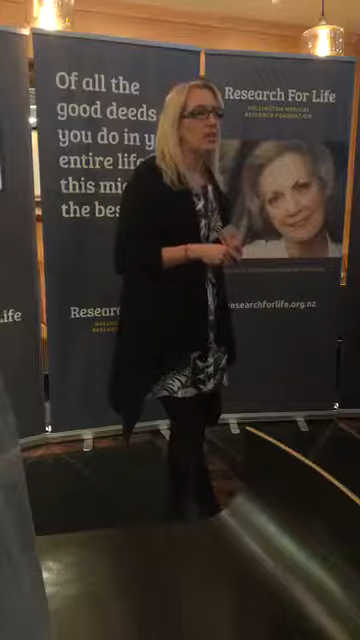 Of all the
good deeds
you do in y
entire life
this mi
the bes
Research For Life
WELLINGTON MEDICAL
RESEARCH FOUNDATION
Life
Resear
researchforlife.org.nz